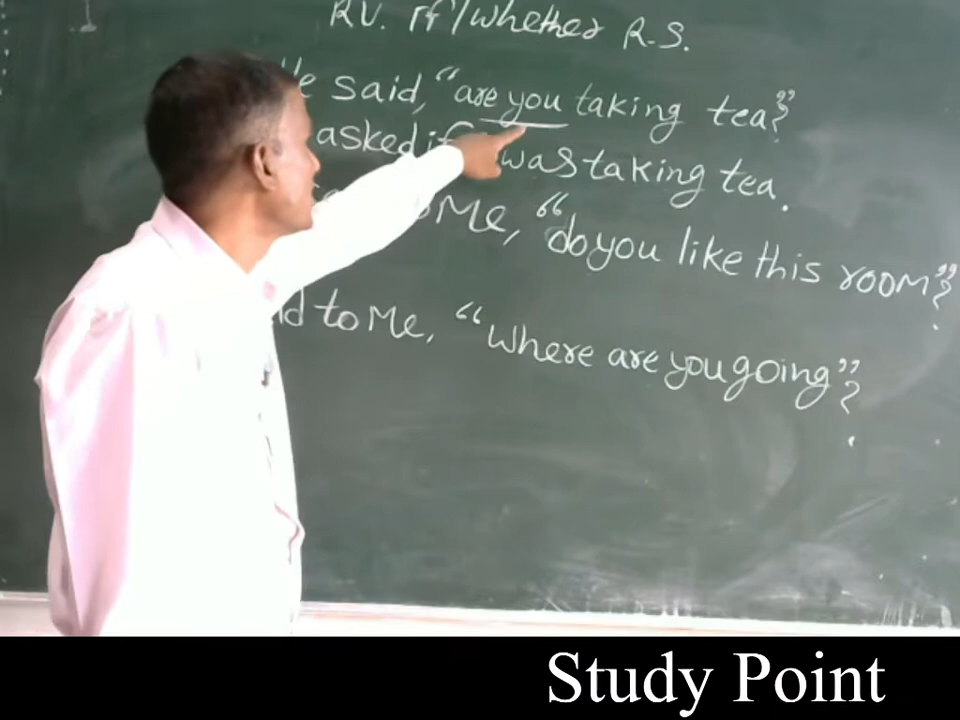 RV. if/whether R.S.
said, "are you taking tea?"
asked if was taking tea.
Me, "do you like this room"?
to Me, "where are you going"?
Study Point